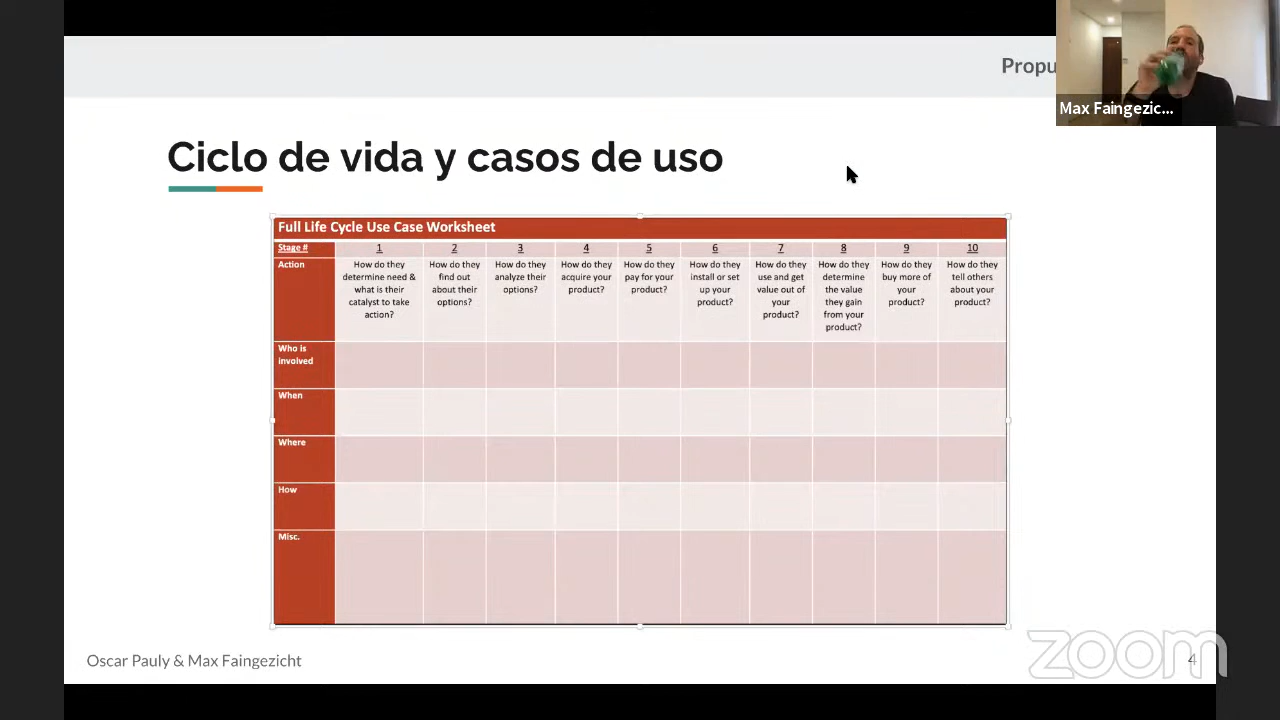 Propu
Max Faingezic...
Ciclo de vida y casos de uso
Full Life Cycle Use Case Worksheet
Stage # 1 2 3 4 5 6 7 8 9 10
Action
How do they
determine need &
what is their
catalyst to take
action?
How do they
find out
about their
options?
How do they
analyze their
options?
How do they
acquire your
product?
How do they
pay for your
product?
How do they
install or set
up your
product?
How do they
use and get
value out of
your
product?
How do they
determine
the value
they gain
from your
product?
How do they
buy more of
your
product?
How do they
tell others
about your
product?
Who is
involved
When
Where
How
Misc.
Oscar Pauly & Max Faingezicht
zoom
4